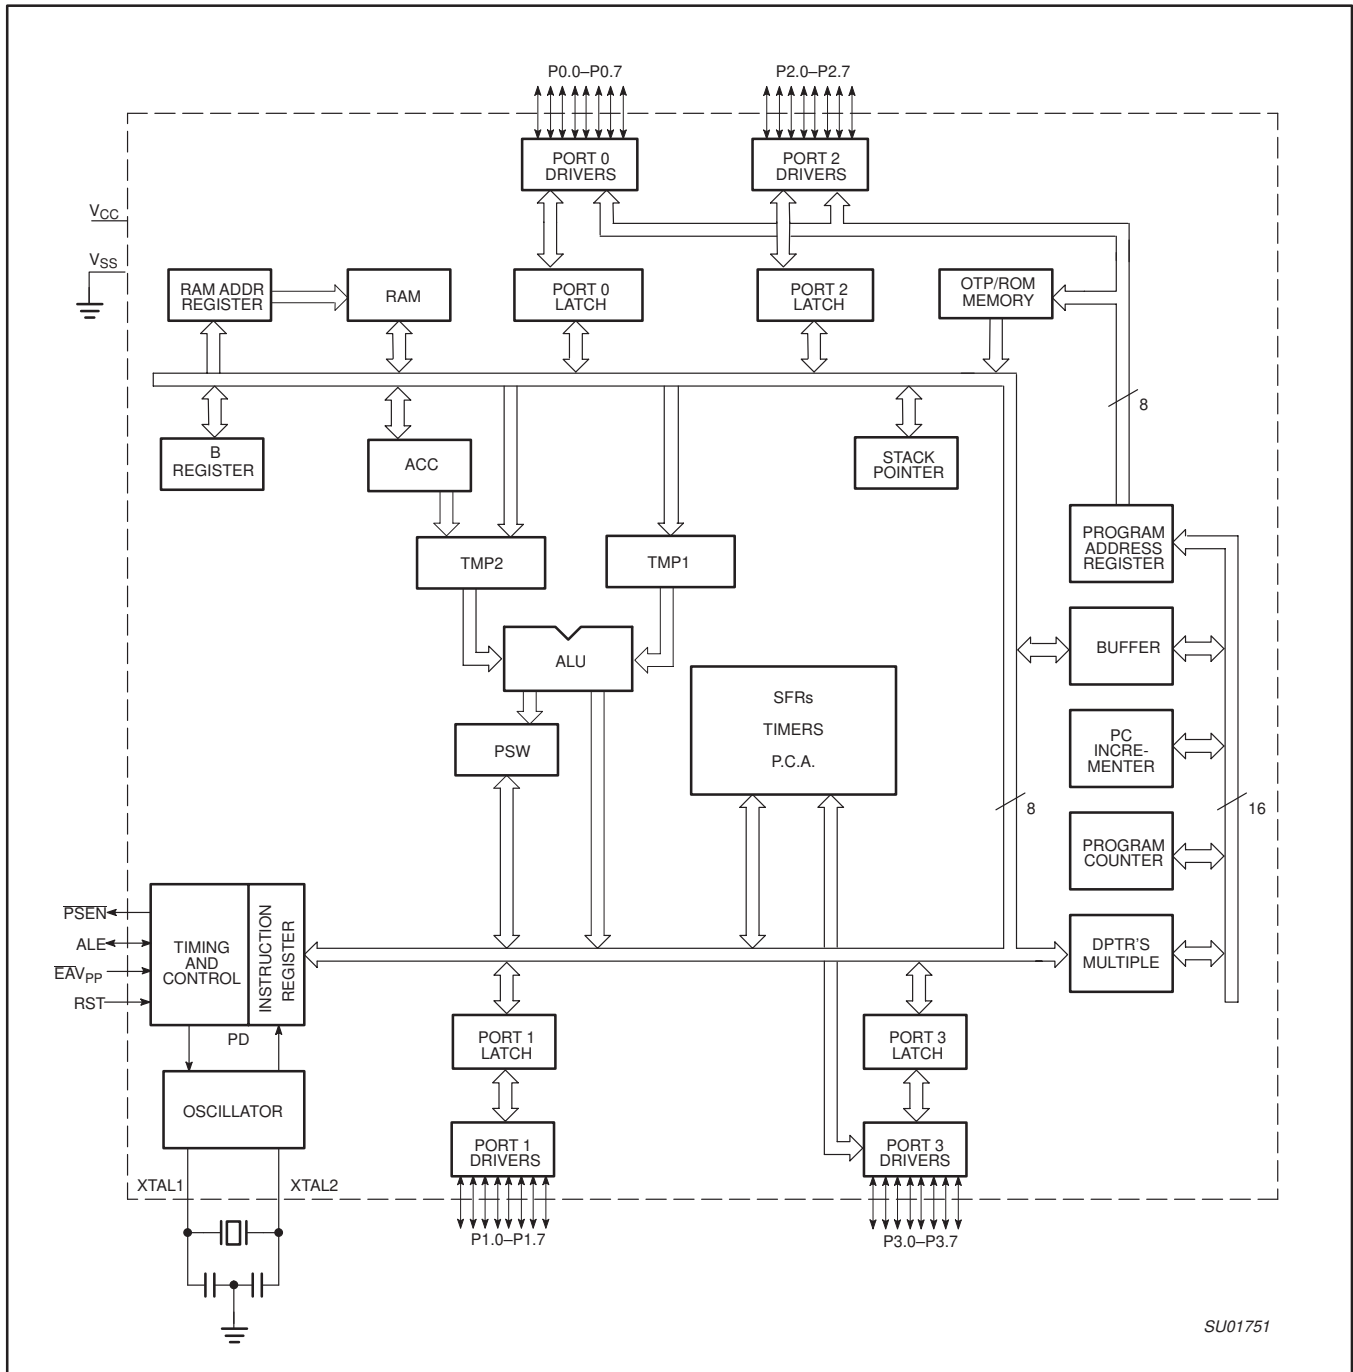 P0.0–P0.7
P2.0–P2.7
PORT 0
DRIVERS
PORT 2
DRIVERS
VCC
VSS
RAM ADDR
REGISTER
RAM
PORT 0
LATCH
PORT 2
LATCH
OTP/ROM
MEMORY
8
B
REGISTER
ACC
STACK
POINTER
TMP2
TMP1
PROGRAM
ADDRESS
REGISTER
ALU
BUFFER
SFRs
TIMERS
P.C.A.
PSW
PC
INCRE-
MENTER
8
16
PROGRAM
COUNTER
PSEN
ALE
EAVPP
RST
TIMING
AND
CONTROL
INSTRUCTION
REGISTER
DPTR'S
MULTIPLE
PD
PORT 1
LATCH
PORT 3
LATCH
OSCILLATOR
PORT 1
DRIVERS
PORT 3
DRIVERS
XTAL1
XTAL2
P1.0–P1.7
P3.0–P3.7
SU01751